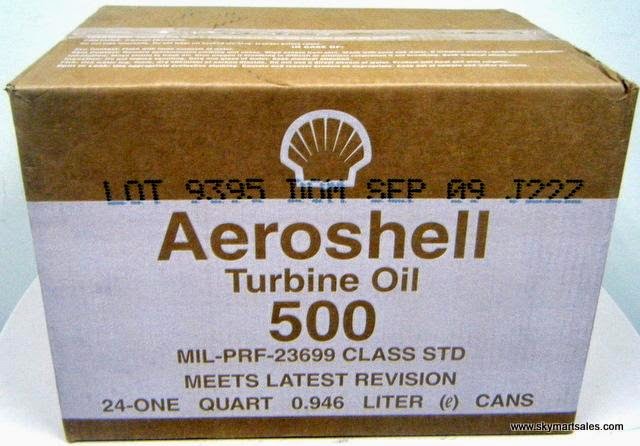 LOT 9395 DOM SEP 09 J222
Aeroshell
Turbine Oil
500
MIL-PRF-23699 CLASS STD
MEETS LATEST REVISION
24-ONE QUART 0.946 LITER (e) CANS
www.skymartsales.com